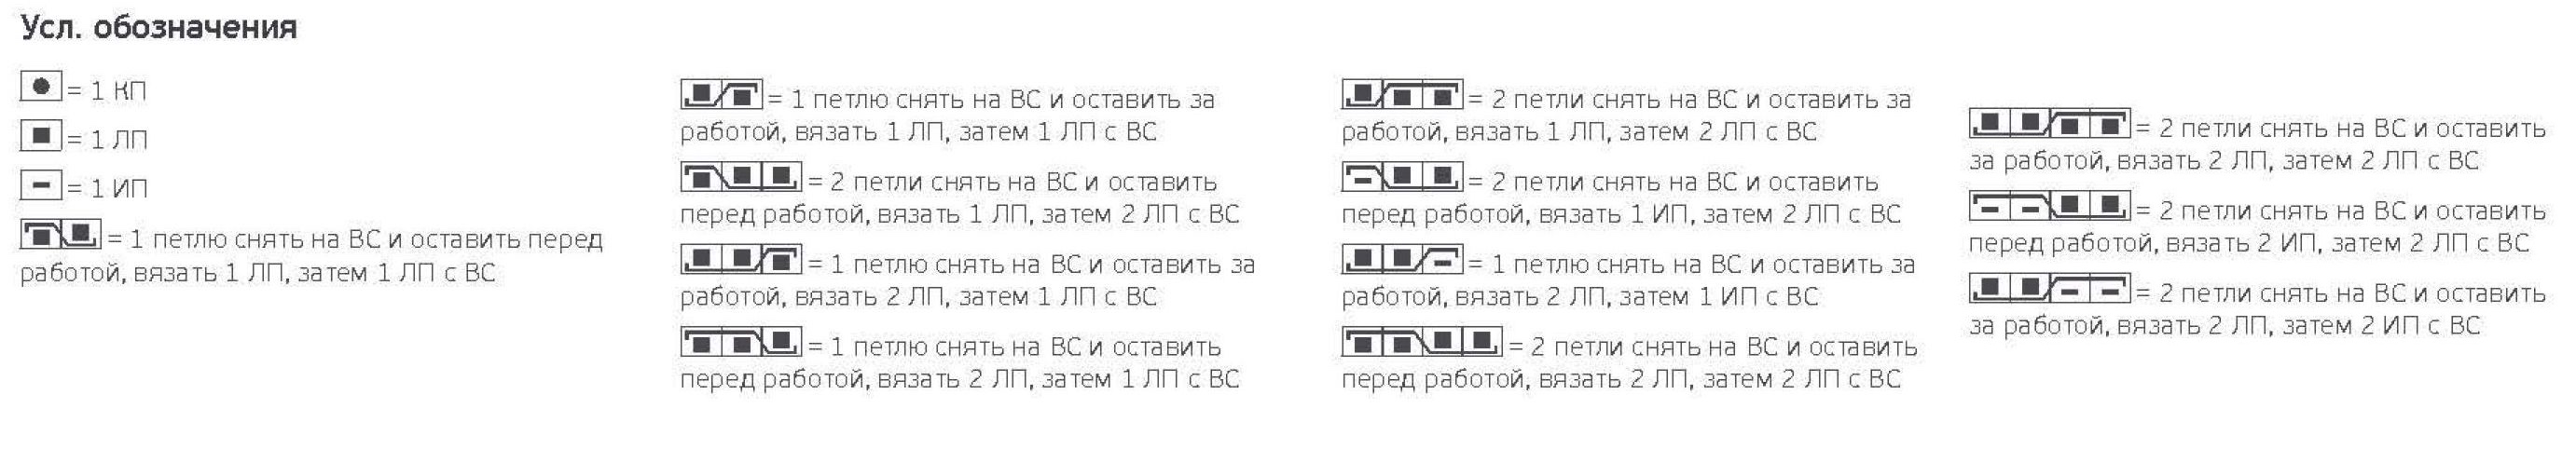 Усл. обозначения
= 1 КП
= 1 ЛП
= 1 ИП
= 1 петлю снять на ВС и оставить перед
работой, вязать 1 ЛП, затем 1 ЛП с ВС
= 1 петлю снять на ВС и оставить за
работой, вязать 1 ЛП, затем 1 ЛП с ВС
= 2 петли снять на ВС и оставить
перед работой, вязать 1 ЛП, затем 2 ЛП с ВС
= 1 петлю снять на ВС и оставить за
работой, вязать 2 ЛП, затем 1 ЛП с ВС
= 1 петлю снять на ВС и оставить
перед работой, вязать 2 ЛП, затем 1 ЛП с ВС
= 2 петли снять на ВС и оставить за
работой, вязать 1 ЛП, затем 2 ЛП с ВС
= 2 петли снять на ВС и оставить
перед работой, вязать 1 ИП, затем 2 ЛП с ВС
= 1 петлю снять на ВС и оставить за
работой, вязать 2 ЛП, затем 1 ИП с ВС
= 2 петли снять на ВС и оставить
перед работой, вязать 2 ЛП, затем 2 ЛП с ВС
= 2 петли снять на ВС и оставить
за работой, вязать 2 ЛП, затем 2 ЛП с ВС
= 2 петли снять на ВС и оставить
перед работой, вязать 2 ИП, затем 2 ЛП с ВС
= 2 петли снять на ВС и оставить
за работой, вязать 2 ЛП, затем 2 ИП с ВС